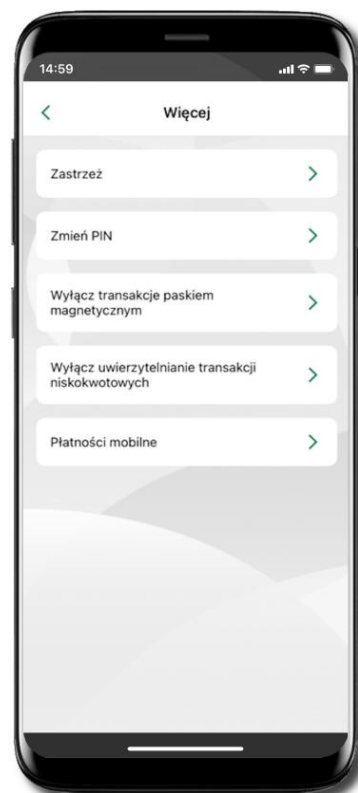 14:59
Więcej
Zastrzeż
Zmień PIN
Wyłącz transakcje paskiem
magnetycznym
Wyłącz uwierzytelnianie transakcji
niskokwotowych
Płatności mobilne